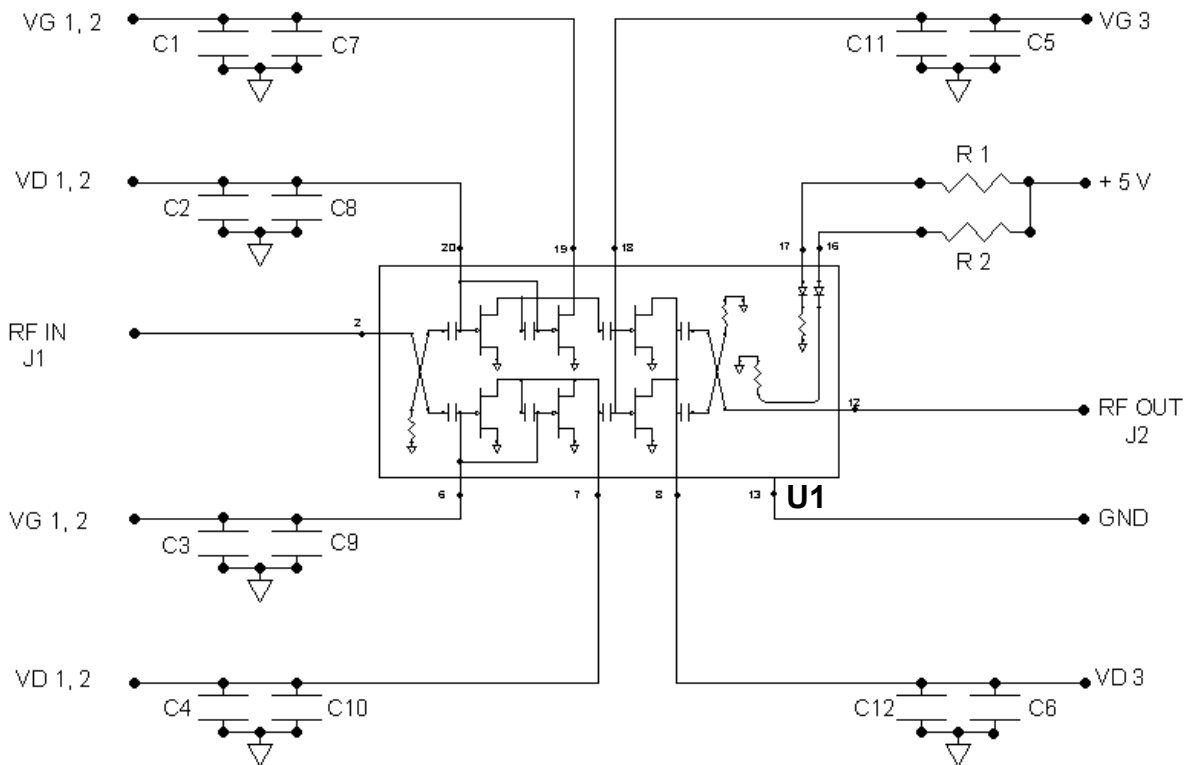 VG 1, 2
C1
C7
C11
C5
VG 3
VD 1, 2
C2
C8
R 1
+ 5 V
R 2
20
19
18
17
16
RF IN
J1
2
12
RF OUT
J2
6
7
8
13
U1
VG 1, 2
C3
C9
GND
VD 1, 2
C4
C10
C12
C6
VD 3